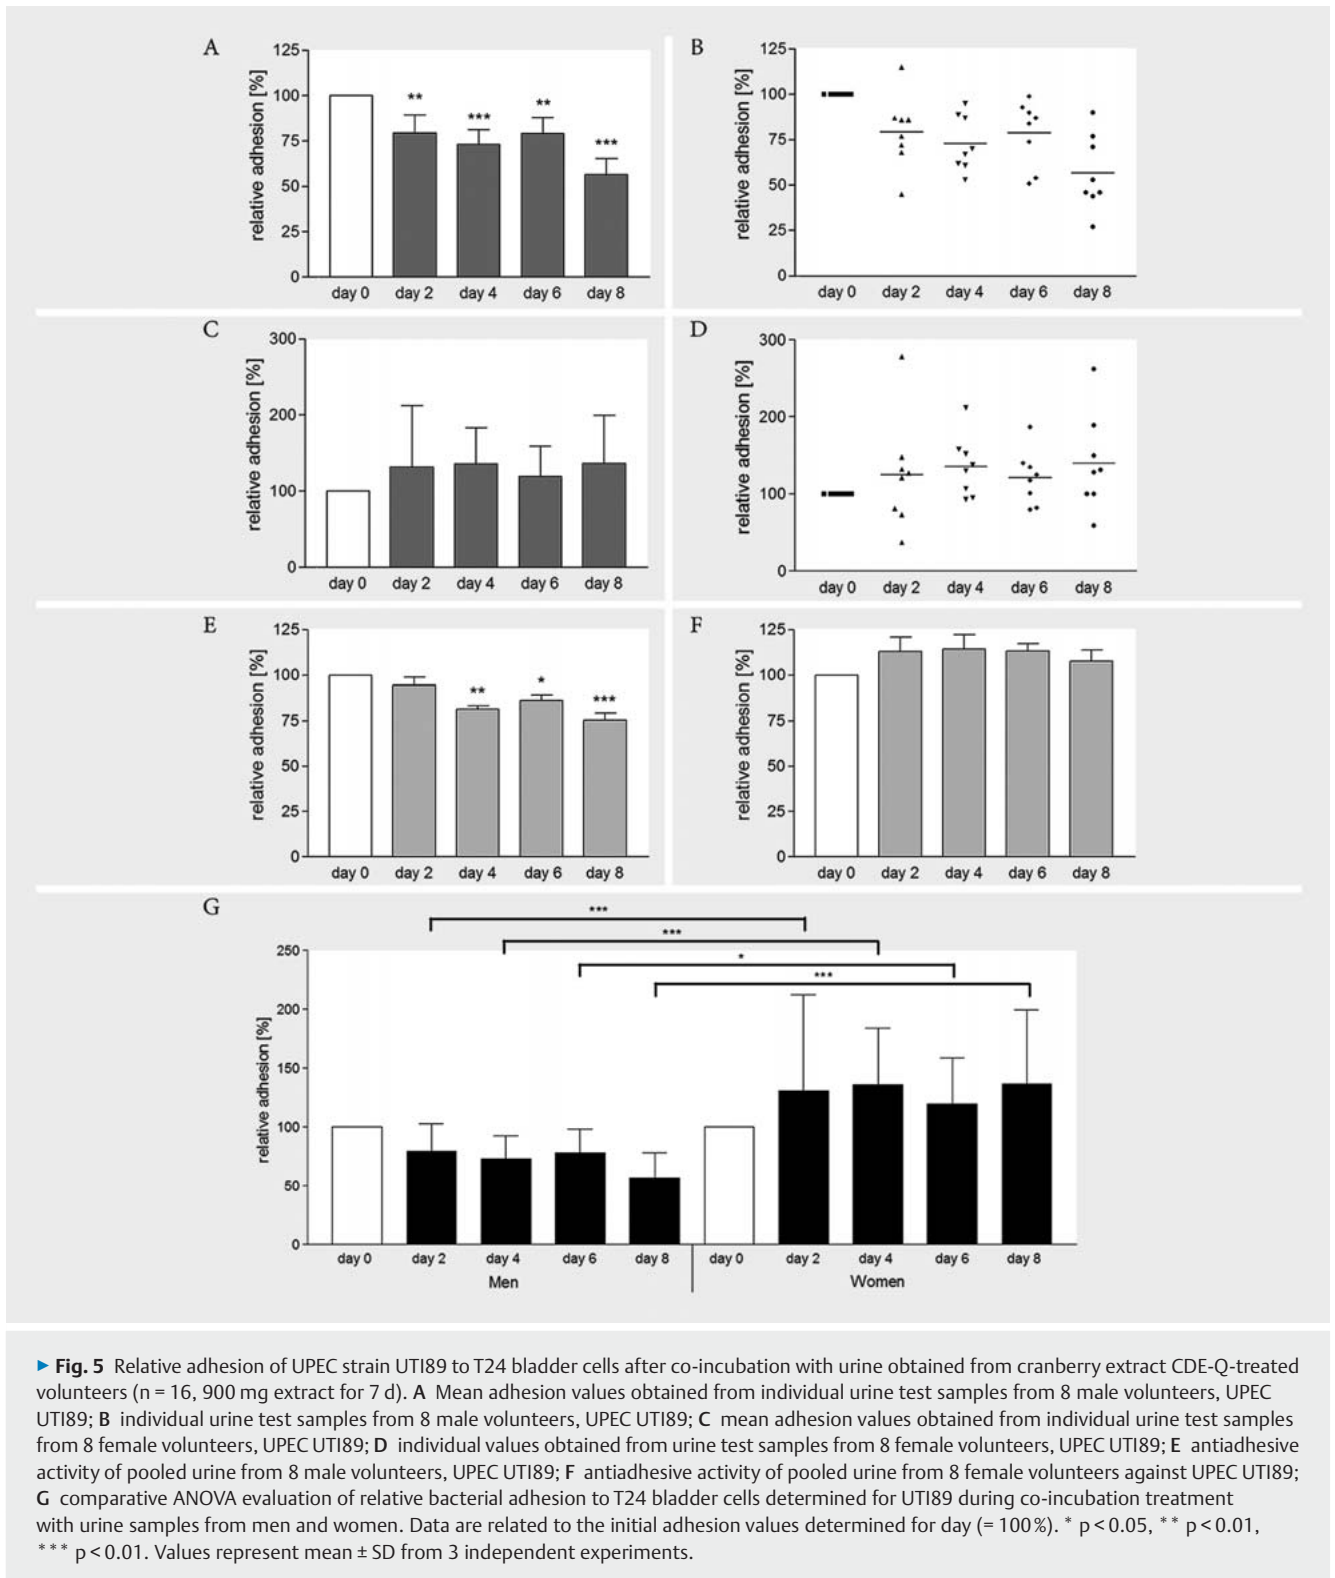 A
relative adhesion [%]
125
100
75
50
25
0
**
***
**
***
day 0 day 2 day 4 day 6 day 8
B
relative adhesion [%]
125
100
75
50
25
0
day 0 day 2 day 4 day 6 day 8
C
relative adhesion [%]
300
200
100
0
day 0 day 2 day 4 day 6 day 8
D
relative adhesion [%]
300
200
100
0
day 0 day 2 day 4 day 6 day 8
E
relative adhesion [%]
125
100
75
50
25
0
**
*
***
day 0 day 2 day 4 day 6 day 8
F
relative adhesion [%]
125
100
75
50
25
0
day 0 day 2 day 4 day 6 day 8
G
***
***
*
***
relative adhesion [%]
250
200
150
100
50
0
day 0 day 2 day 4 day 6 day 8 day 0 day 2 day 4 day 6 day 8
Men Women
► Fig. 5 Relative adhesion of UPEC strain UTI89 to T24 bladder cells after co-incubation with urine obtained from cranberry extract CDE-Q-treated
volunteers (n = 16, 900 mg extract for 7 d). A Mean adhesion values obtained from individual urine test samples from 8 male volunteers, UPEC
UTI89; B individual urine test samples from 8 male volunteers, UPEC UTI89; C mean adhesion values obtained from individual urine test samples
from 8 female volunteers, UPEC UTI89; D individual values obtained from urine test samples from 8 female volunteers, UPEC UTI89; E antiadhesive
activity of pooled urine from 8 male volunteers, UPEC UTI89; F antiadhesive activity of pooled urine from 8 female volunteers against UPEC UTI89;
G comparative ANOVA evaluation of relative bacterial adhesion to T24 bladder cells determined for UTI89 during co-incubation treatment
with urine samples from men and women. Data are related to the initial adhesion values determined for day (= 100 %). * p < 0.05, ** p < 0.01,
*** p < 0.01. Values represent mean ± SD from 3 independent experiments.